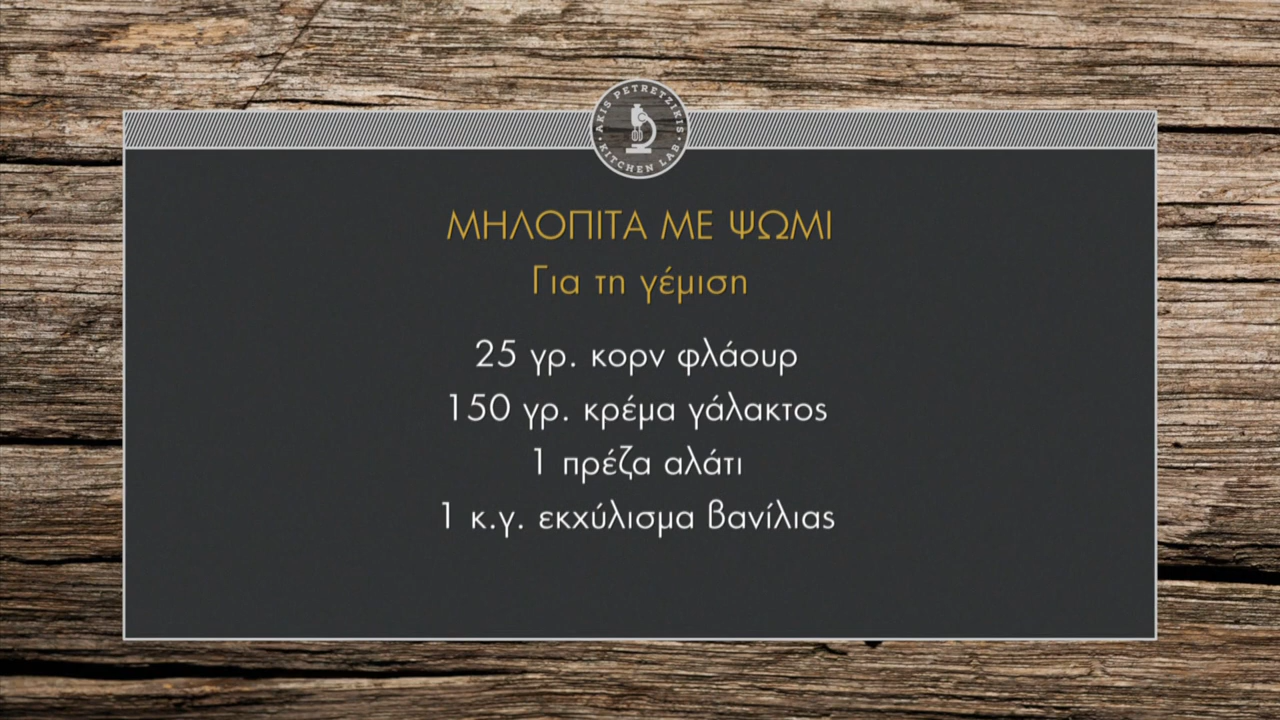 AKIS PETRETZIKIS
KITCHEN LAB
ΜΗΛΟΠΙΤΑ ΜΕ ΨΩΜΙ
Για τη γέμιση
25 γρ. κορν φλάουρ
150 γρ. κρέμα γάλακτος
1 πρέζα αλάτι
1 κ.γ. εκχύλισμα βανίλιας